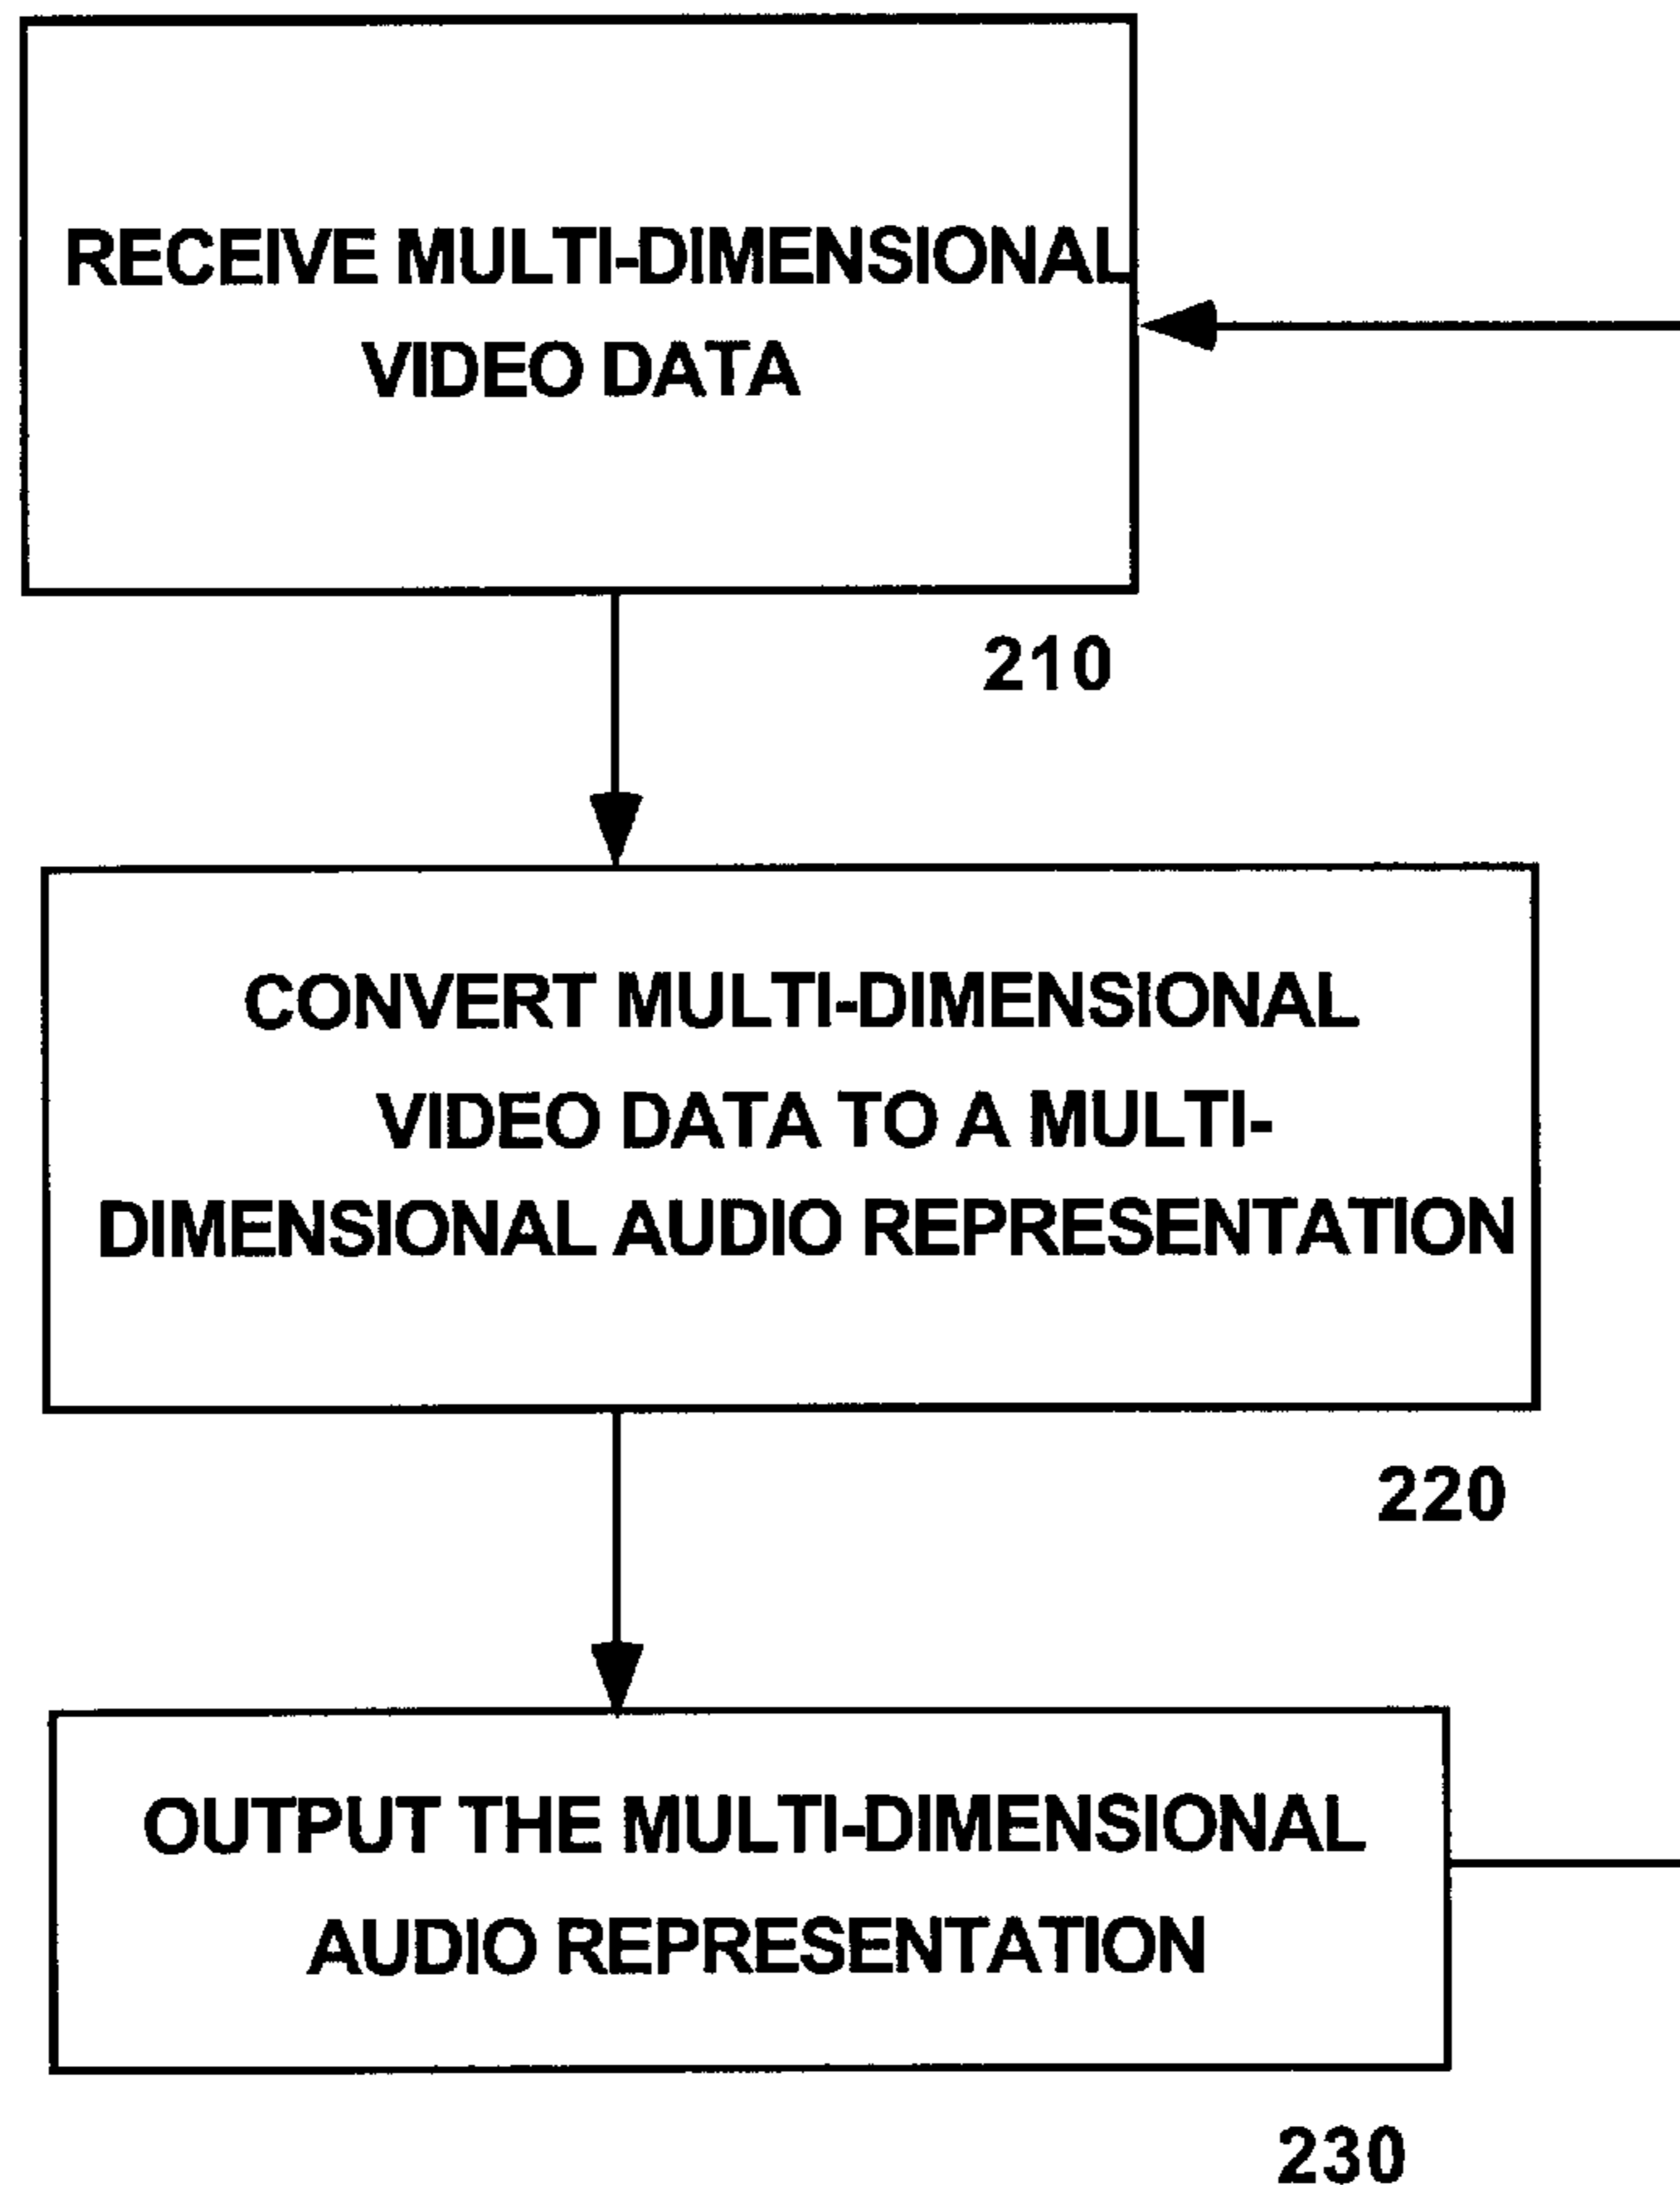 RECEIVE MULTI-DIMENSIONAL
VIDEO DATA
210
CONVERT MULTI-DIMENSIONAL
VIDEO DATA TO A MULTI-
DIMENSIONAL AUDIO REPRESENTATION
220
OUTPUT THE MULTI-DIMENSIONAL
AUDIO REPRESENTATION
230